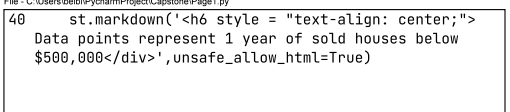 File - C:\Users\beibl\PycharmProject\Capstone\Page1.py
40 st.markdown('<h6 style = "text-align: center;">
Data points represent 1 year of sold houses below
$500,000</div>',unsafe_allow_html=True)